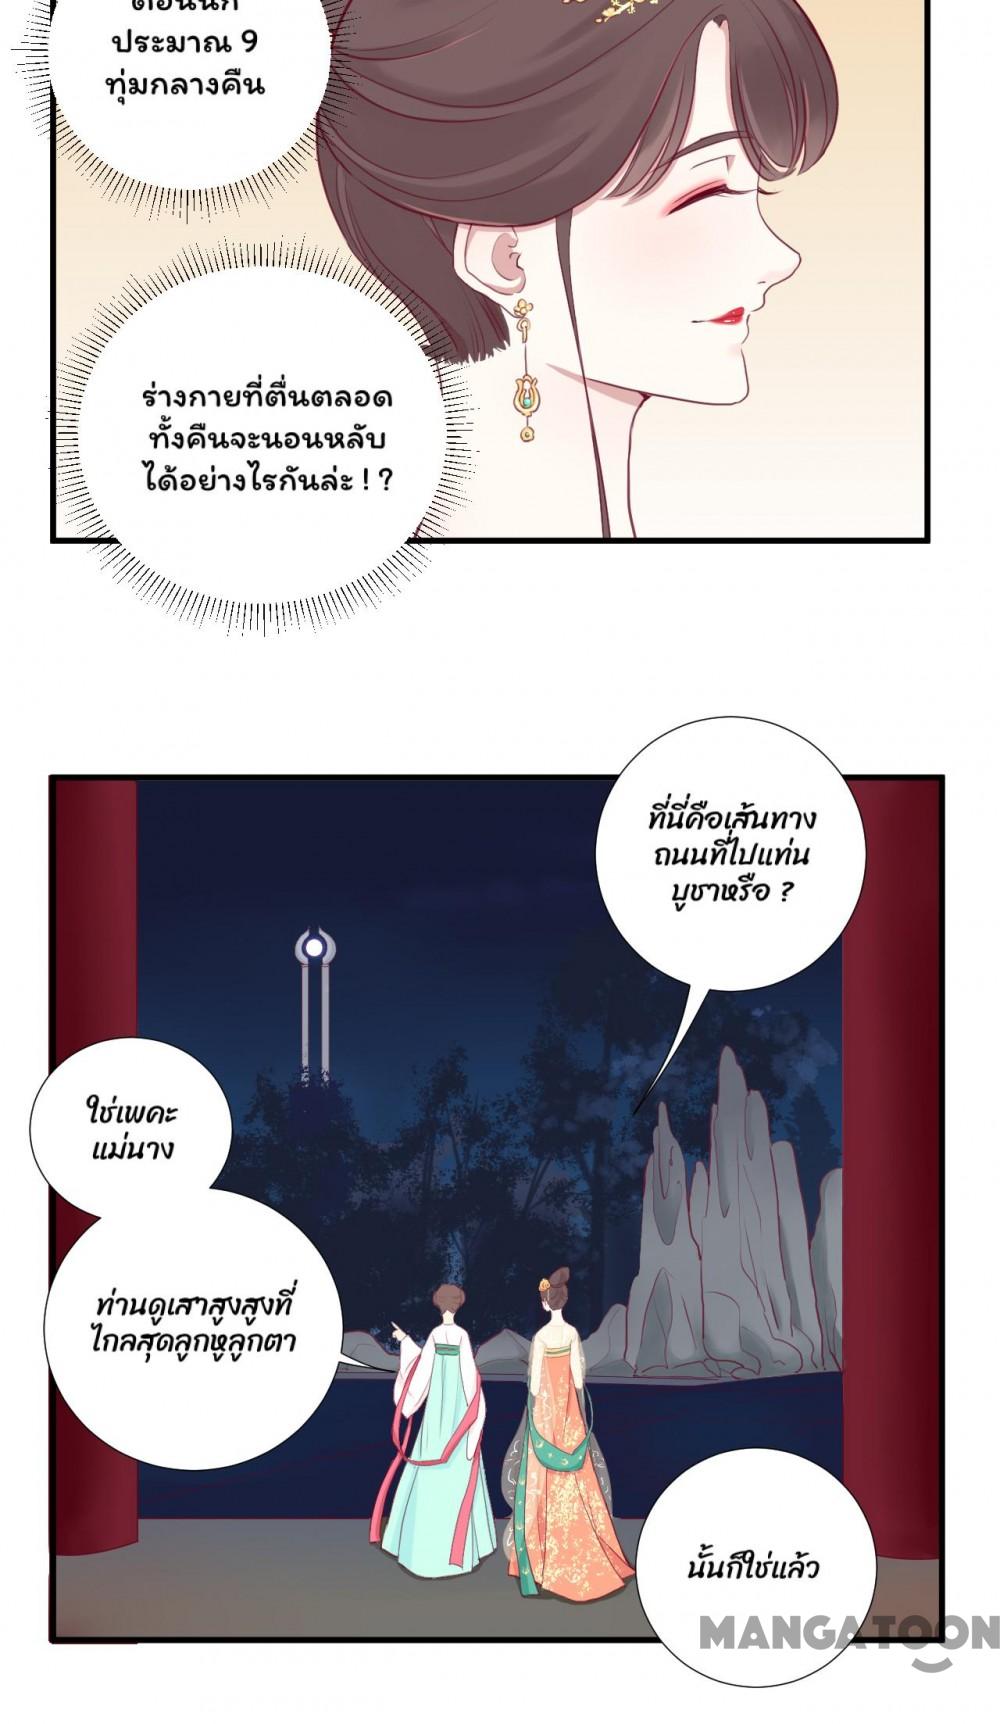 ตอนนี้ก็
ประมาณ 9
ทุ่มกลางคืน
ร่างกายที่ตื่นตลอด
ทั้งคืนจะนอนหลับ
ได้อย่างไรกันล่ะ ! ?
ที่นี่คือเส้นทาง
ถนนที่ไปแท่น
บูชาหรือ ?
ใช่เพคะ
แม่นาง
ท่านดูเสาสูงสูงที่
ไกลสุดลูกหูลูกตา
นั้นก็ใช่แล้ว
MANGATOON